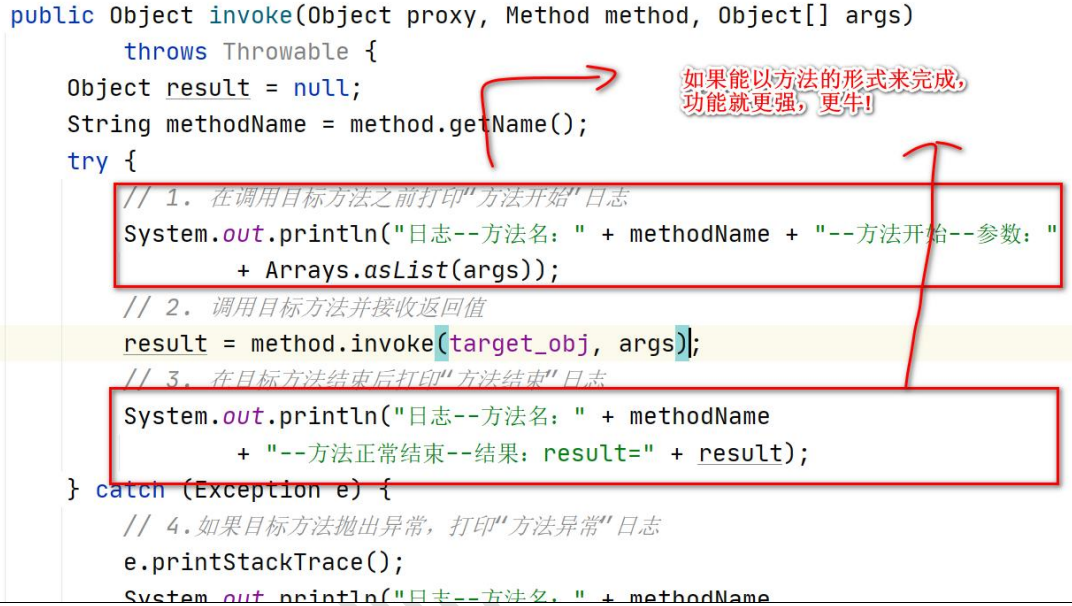 public Object invoke(Object proxy, Method method, Object[] args)
throws Throwable {
Object result = null;
如果能以方法的形式来完成，
功能就更强，更牛！
String methodName = method.getName();
try {
// 1. 在调用目标方法之前打印“方法开始”日志
System.out.println("日志--方法名：" + methodName + "--方法开始--参数："
+ Arrays.asList(args));
// 2. 调用目标方法并接收返回值
result = method.invoke(target_obj, args);
// 3. 在目标方法结束后打印“方法结束”日志
System.out.println("日志--方法名：" + methodName
+ "--方法正常结束--结果：result=" + result);
} catch (Exception e) {
// 4.如果目标方法抛出异常，打印“方法异常”日志
e.printStackTrace();
System.out.println("日志--方法名：" + methodName